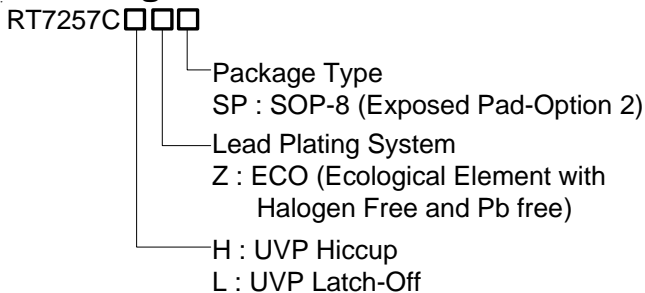 RT7257C□□□
Package Type
SP : SOP-8 (Exposed Pad-Option 2)
Lead Plating System
Z : ECO (Ecological Element with
Halogen Free and Pb free)
H : UVP Hiccup
L : UVP Latch-Off